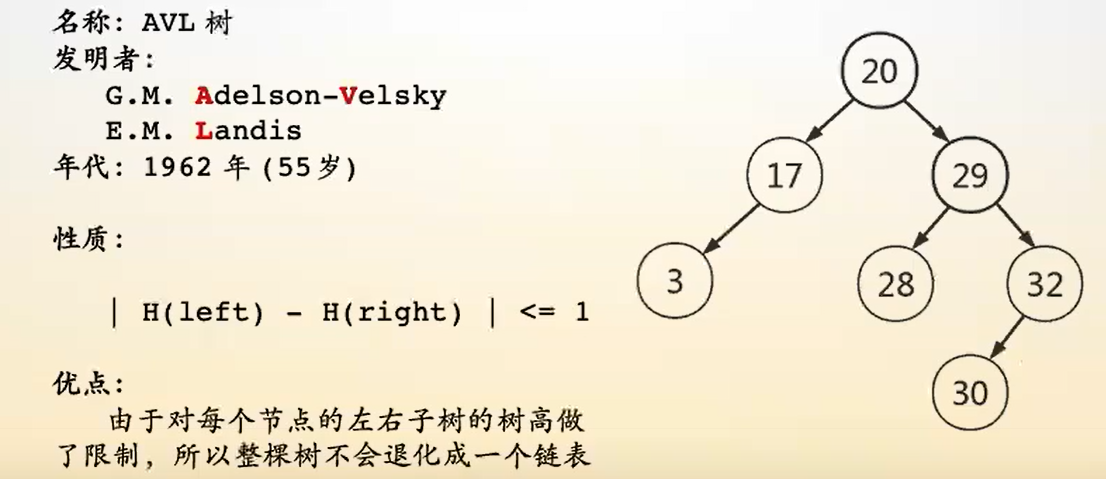 名称: AVL 树
发明者:
G.M. Adelson-Velsky
E.M. Landis
年代: 1962 年 (55岁)
性质:
| H(left) - H(right) | <= 1
优点:
由于对每个节点的左右子树的树高做
了限制, 所以整棵树不会退化成一个链表
20
17
29
3
28
32
30